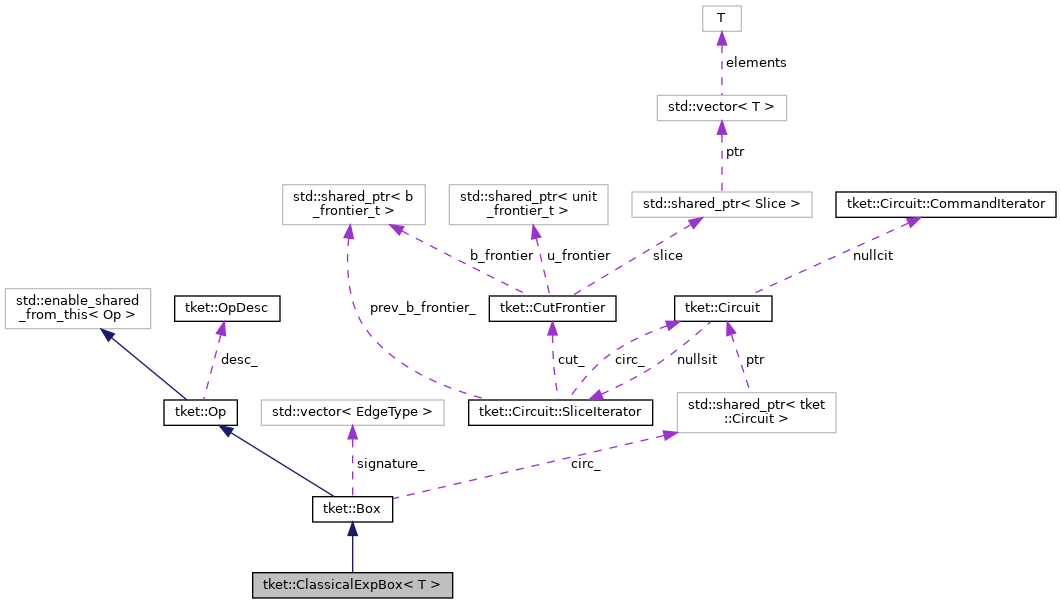 T
elements
std::vector< T >
ptr
std::shared_ptr< b
_frontier_t >
std::shared_ptr< unit
_frontier_t >
std::shared_ptr< Slice >
tket::Circuit::CommandIterator
b_frontier
u_frontier
slice
nullcit
std::enable_shared
_from_this< Op >
tket::OpDesc
prev_b_frontier_
tket::CutFrontier
tket::Circuit
desc_
cut_
circ_
nullsit
ptr
tket::Op
std::vector< EdgeType >
tket::Circuit::SliceIterator
std::shared_ptr< tket
::Circuit >
signature_
circ_
tket::Box
tket::ClassicalExpBox< T >